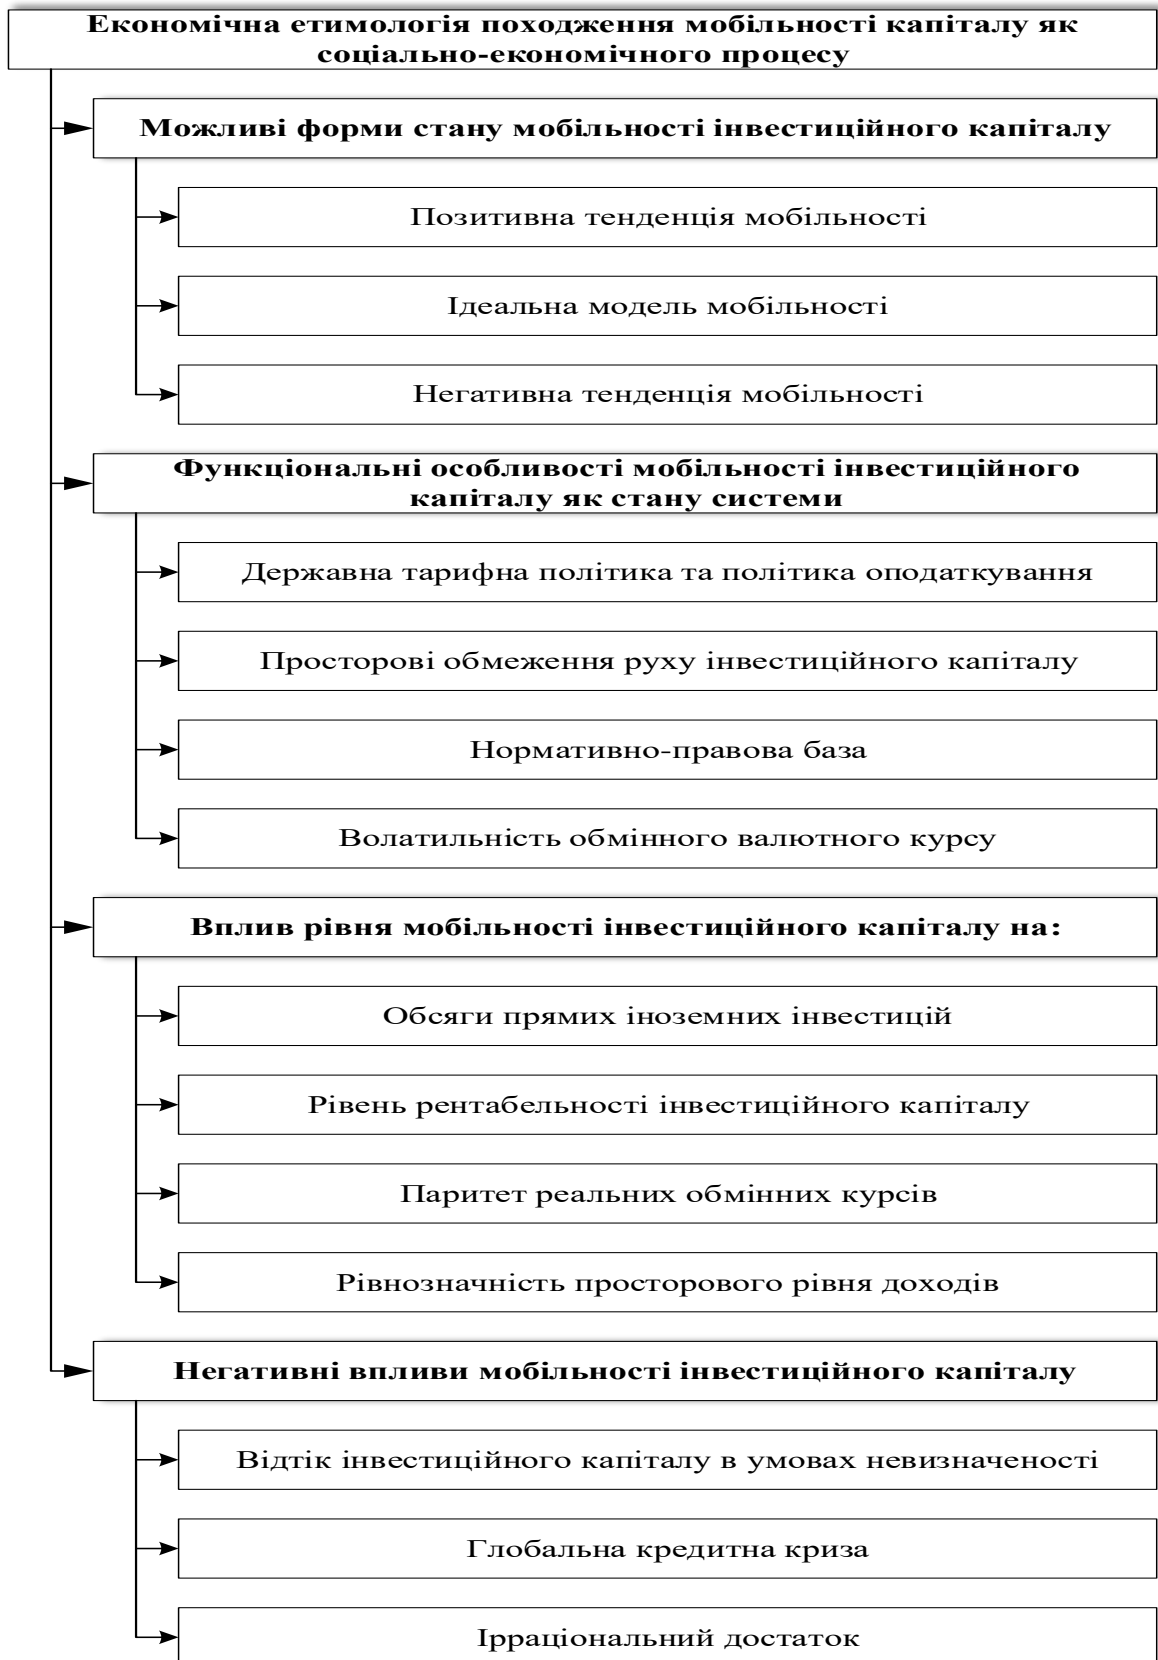 Економічна етимологія походження мобільності капіталу як
соціально-економічного процесу
Можливі форми стану мобільності інвестиційного капіталу
Позитивна тенденція мобільності
Ідеальна модель мобільності
Негативна тенденція мобільності
Функціональні особливості мобільності інвестиційного
капіталу як стану системи
Державна тарифна політика та політика оподаткування
Просторові обмеження руху інвестиційного капіталу
Нормативно-правова база
Волатильність обмінного валютного курсу
Вплив рівня мобільності інвестиційного капіталу на:
Обсяги прямих іноземних інвестицій
Рівень рентабельності інвестиційного капіталу
Паритет реальних обмінних курсів
Рівнозначність просторового рівня доходів
Негативні впливи мобільності інвестиційного капіталу
Відтік інвестиційного капіталу в умовах невизначеності
Глобальна кредитна криза
Ірраціональний достаток